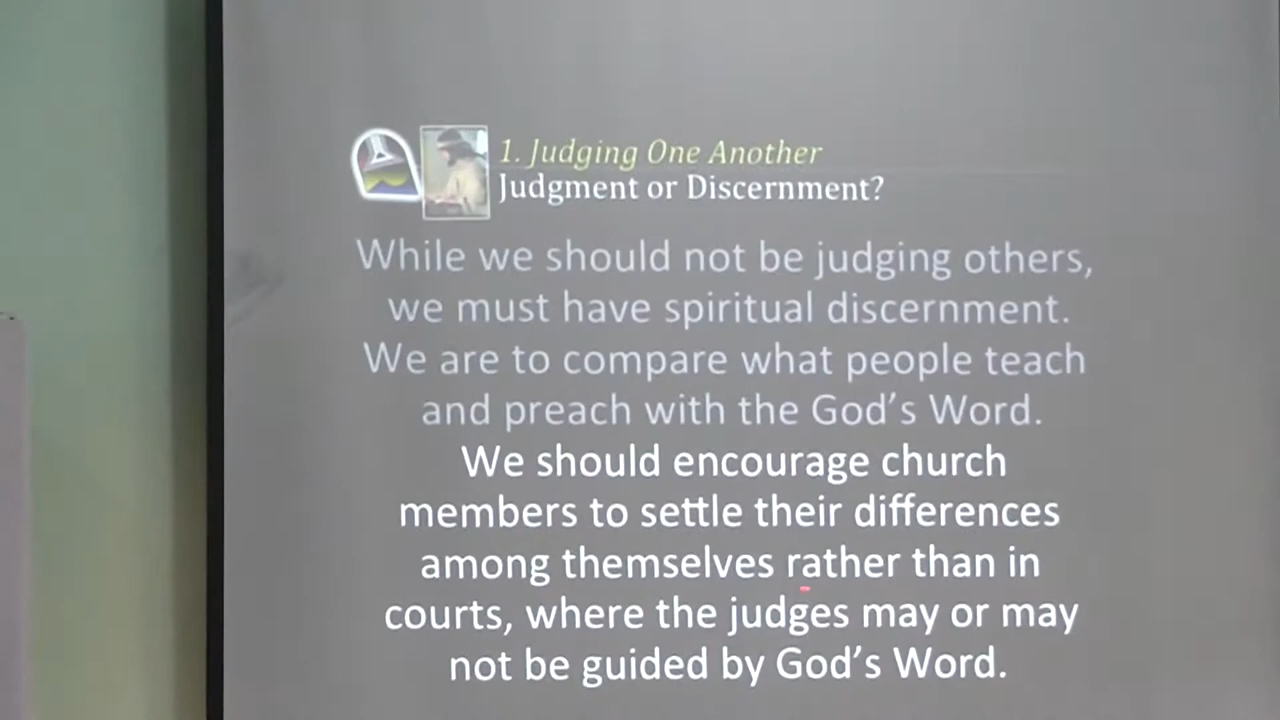 1. Judging One Another
Judgment or Discernment?
While we should not be judging others,
we must have spiritual discernment.
We are to compare what people teach
and preach with the God's Word.
We should encourage church
members to settle their differences
among themselves rather than in
courts, where the judges may or may
not be guided by God's Word.